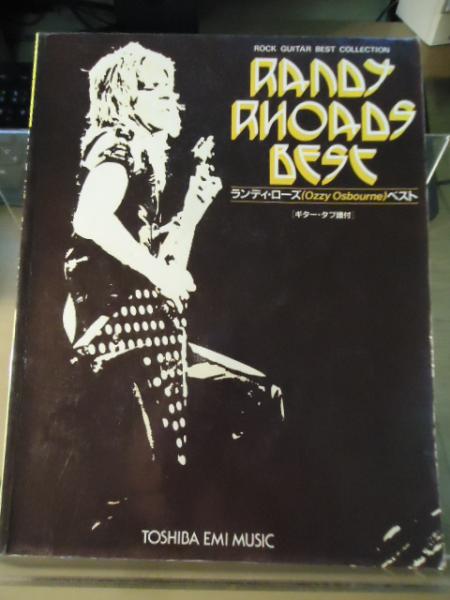 ROCK GUITAR BEST COLLECTION
RANDY
RHOADS
BEST
ランディ・ローズ(Ozzy Osbourne)ベスト
[ギター・タブ譜付]
TOSHIBA EMI MUSIC